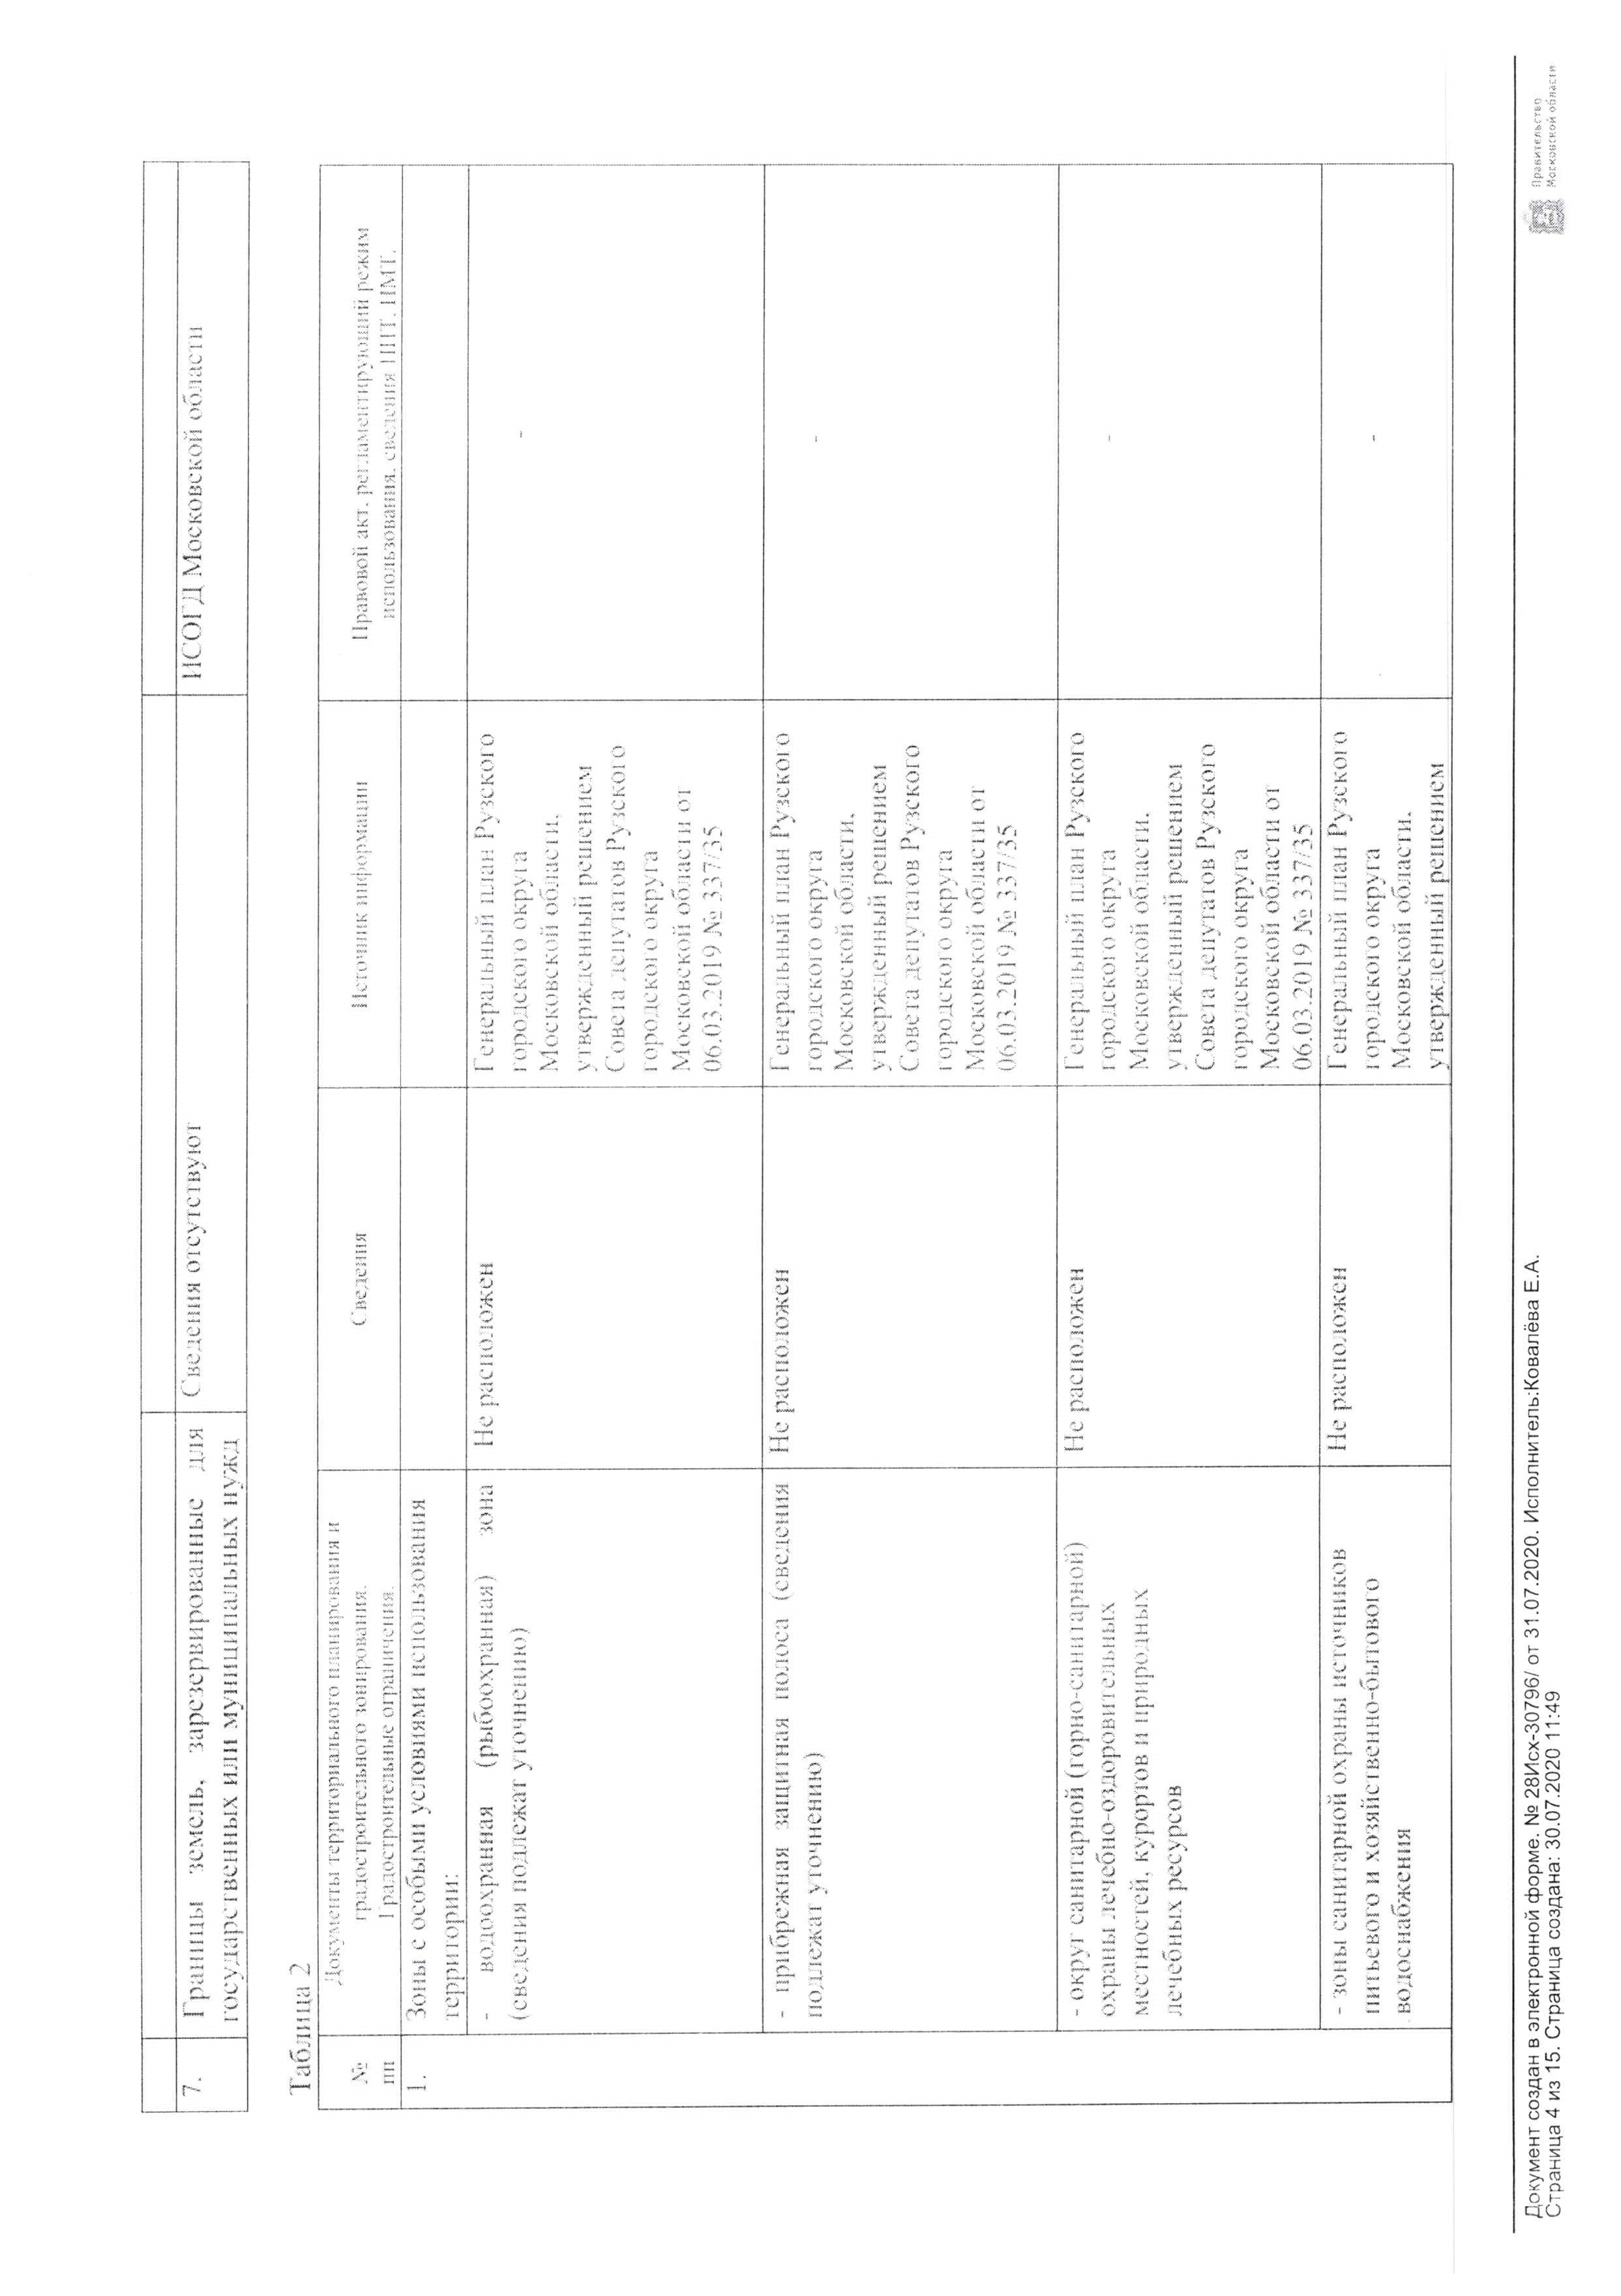 7.
Границы земель, зарезервированные для
государственных или муниципальных нужд
Сведения отсутствуют
ИСОГД Московской области
Таблица 2
№
пп
Документы территориального планирования и
градостроительного зонирования.
Градостроительные ограничения.
Сведения
Источник информации
Правовой акт, регламентирующий режим
использования, сведения ППТ, ПМТ.
1.
Зоны с особыми условиями использования
территории:
- водоохранная (рыбоохранная) зона
(сведения подлежат уточнению)
Не расположен
Генеральный план Рузского
городского округа
Московской области,
утвержденный решением
Совета депутатов Рузского
городского округа
Московской области от
06.03.2019 № 337/35
-
- прибрежная защитная полоса (сведения
подлежат уточнению)
Не расположен
Генеральный план Рузского
городского округа
Московской области,
утвержденный решением
Совета депутатов Рузского
городского округа
Московской области от
06.03.2019 № 337/35
-
- округ санитарной (горно-санитарной)
охраны лечебно-оздоровительных
местностей, курортов и природных
лечебных ресурсов
Не расположен
Генеральный план Рузского
городского округа
Московской области,
утвержденный решением
Совета депутатов Рузского
городского округа
Московской области от
06.03.2019 № 337/35
-
- зоны санитарной охраны источников
питьевого и хозяйственно-бытового
водоснабжения
Не расположен
Генеральный план Рузского
городского округа
Московской области,
утвержденный решением
-
Документ создан в электронной форме. № 28Исх-30796/ от 31.07.2020. Исполнитель:Ковалёва Е.А.
Страница 4 из 15. Страница создана: 30.07.2020 11:49
Правительство
Московской области